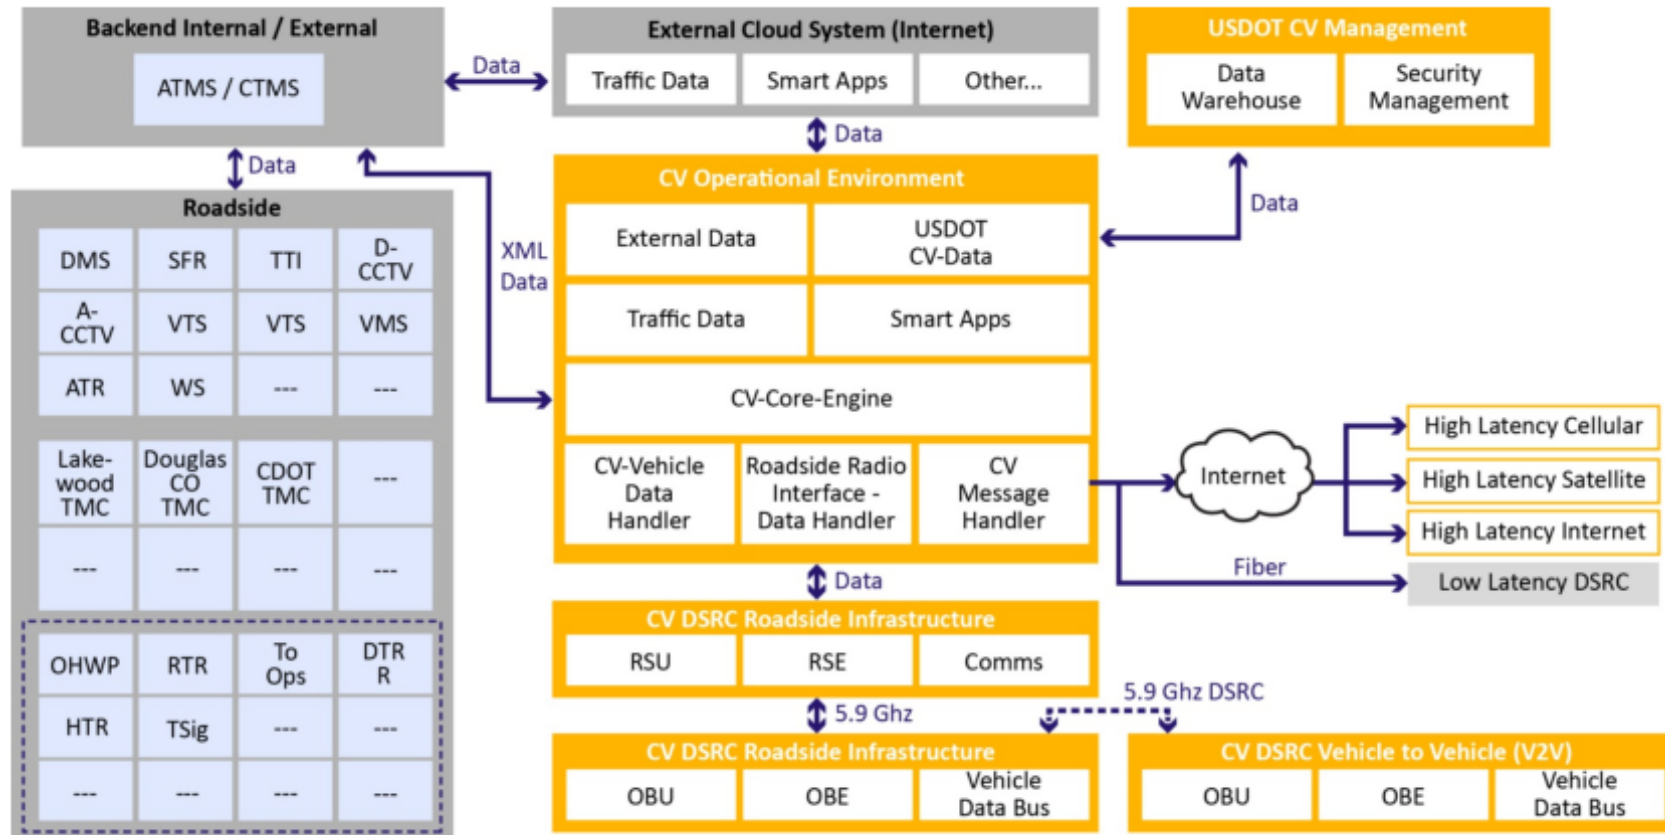 Backend Internal / External
ATMS / CTMS
Data
External Cloud System (Internet)
Traffic Data
Smart Apps
Other...
USDOT CV Management
Data
Warehouse
Security
Management
Data
Data
Data
Roadside
DMS
SFR
TTI
D-
CCTV
A-
CCTV
VTS
VTS
VMS
ATR
WS
---
---
Lake-
wood
TMC
Douglas
CO
TMC
CDOT
TMC
---
---
---
---
---
OHWP
RTR
To
Ops
DTR
R
HTR
TSig
---
---
---
---
---
---
XML
Data
CV Operational Environment
External Data
USDOT
CV-Data
Traffic Data
Smart Apps
CV-Core-Engine
CV-Vehicle
Data
Handler
Roadside Radio
Interface -
Data Handler
CV
Message
Handler
Internet
High Latency Cellular
High Latency Satellite
High Latency Internet
Fiber
Low Latency DSRC
Data
CV DSRC Roadside Infrastructure
RSU
RSE
Comms
5.9 Ghz
5.9 Ghz DSRC
CV DSRC Roadside Infrastructure
OBU
OBE
Vehicle
Data Bus
CV DSRC Vehicle to Vehicle (V2V)
OBU
OBE
Vehicle
Data Bus